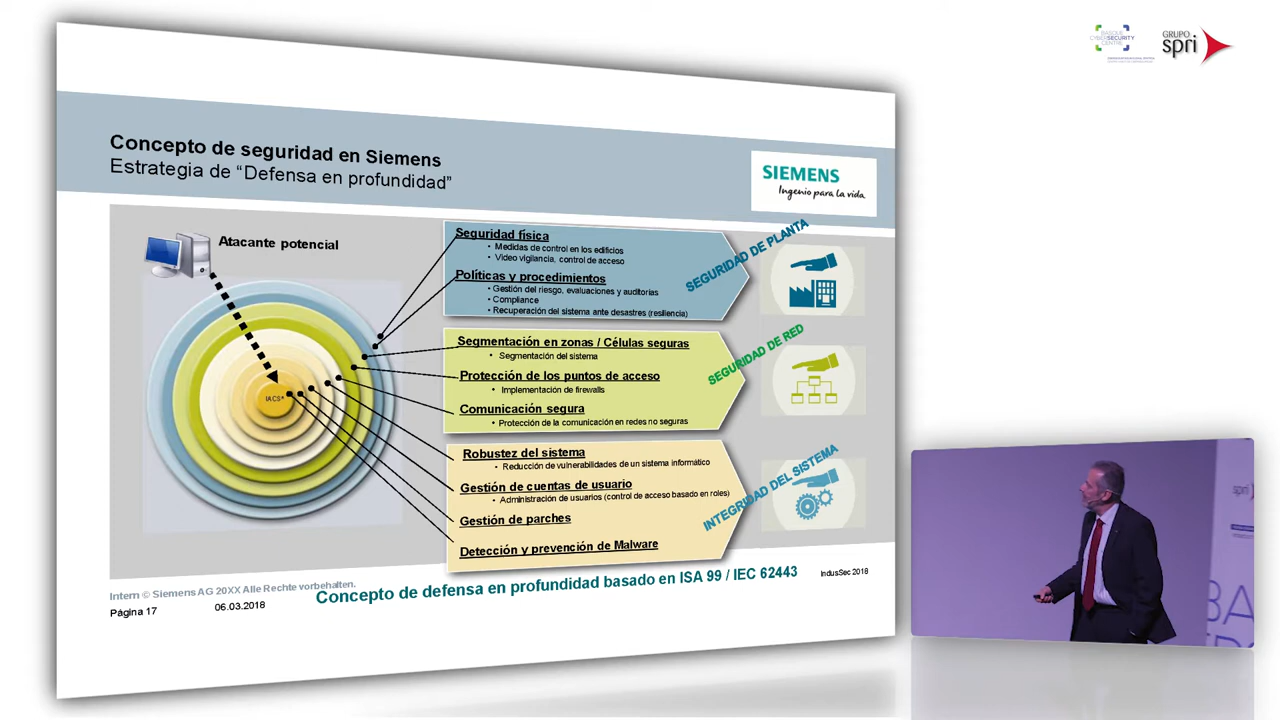 BASQUE
CYBERSECURITY
CENTRE
GRUPO
spri
Concepto de seguridad en Siemens
Estrategia de “Defensa en profundidad”
SIEMENS
Ingenio para la vida
Atacante potencial
IACS*
Seguridad física
• Medidas de control en los edificios
• Video vigilancia, control de acceso
Políticas y procedimientos
• Gestión del riesgo, evaluaciones y auditorías
• Compliance
• Recuperación del sistema ante desastres (resiliencia)
SEGURIDAD DE PLANTA
Segmentación en zonas / Células seguras
• Segmentación del sistema
Protección de los puntos de acceso
• Implementación de firewalls
Comunicación segura
• Protección de la comunicación en redes no seguras
SEGURIDAD DE RED
Robustez del sistema
• Reducción de vulnerabilidades de un sistema informático
Gestión de cuentas de usuario
• Administración de usuarios (control de acceso basado en roles)
Gestión de parches
Detección y prevención de Malware
INTEGRIDAD DEL SISTEMA
Intern © Siemens AG 20XX Alle Rechte vorbehalten.
Concepto de defensa en profundidad basado en ISA 99 / IEC 62443
IndusSec 2018
Página 17
06.03.2018
spri